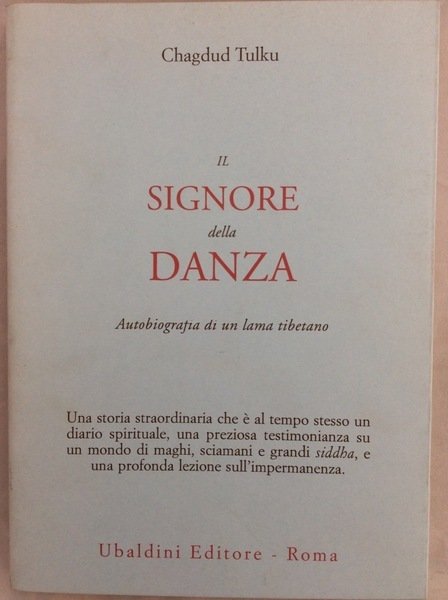 Chagdud Tulku
IL
SIGNORE
della
DANZA
Autobiografia di un lama tibetano
Una storia straordinaria che è al tempo stesso un
diario spirituale, una preziosa testimonianza su
un mondo di maghi, sciamani e grandi siddha, e
una profonda lezione sull'impermanenza.
Ubaldini Editore - Roma